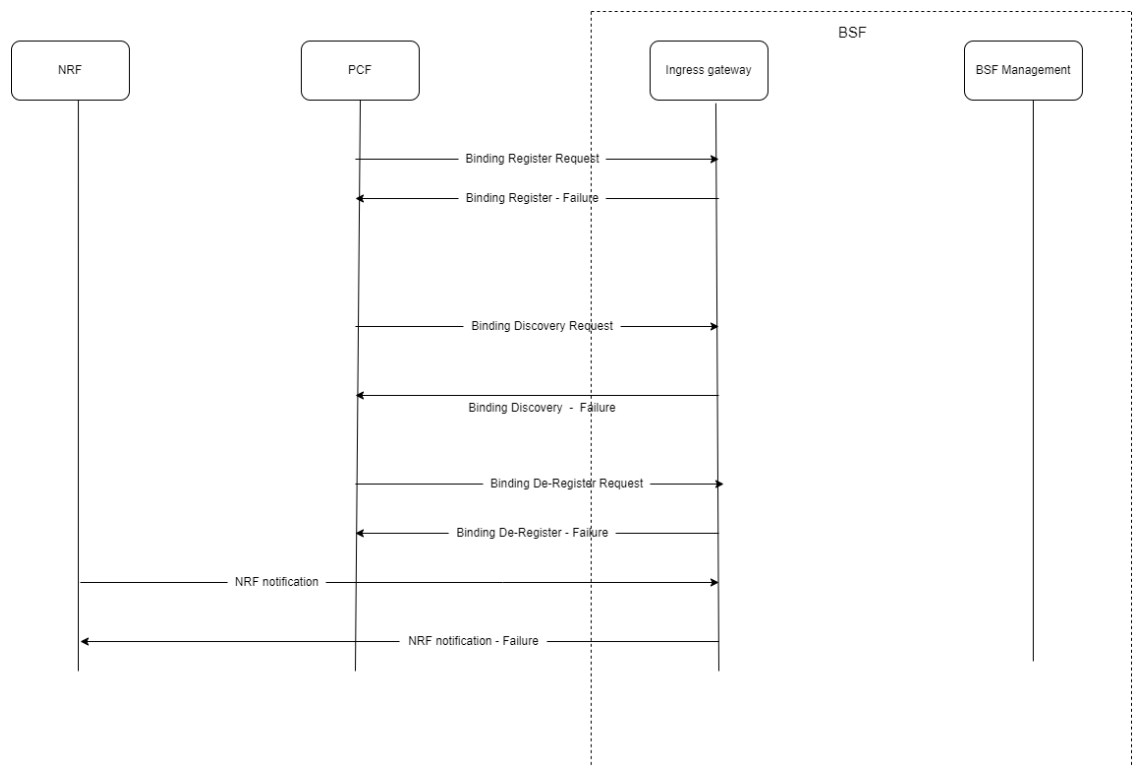 BSF
NRF
PCF
Ingress gateway
BSF Management
Binding Register Request
Binding Register - Failure
Binding Discovery Request
Binding Discovery - Failure
Binding De-Register Request
Binding De-Register - Failure
NRF notification
NRF notification - Failure